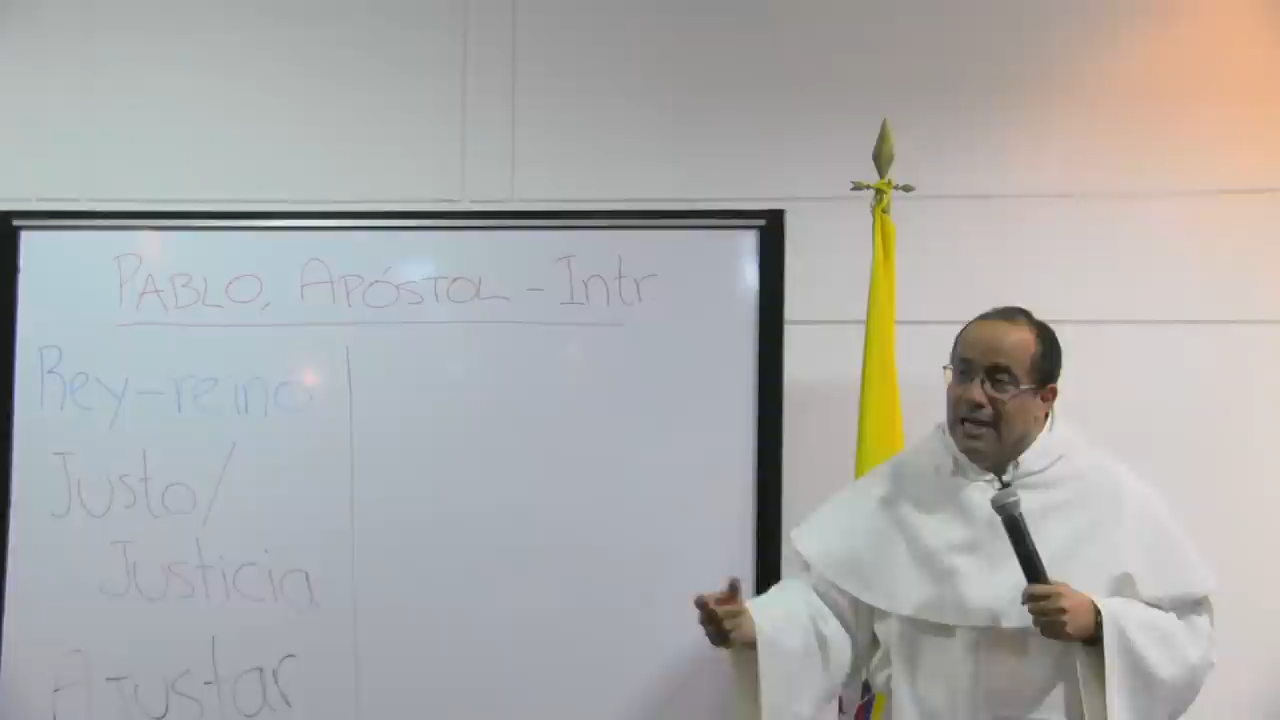 PABLO, APÓSTOL - Intr
Rey-reino
Justo/
Justicia
Ajustar